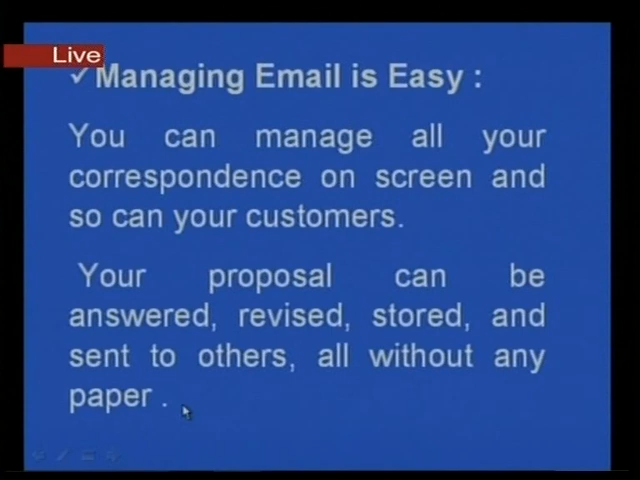 Live
✓Managing Email is Easy :
You can manage all your
correspondence on screen and
so can your customers.
Your proposal can be
answered, revised, stored, and
sent to others, all without any
paper .